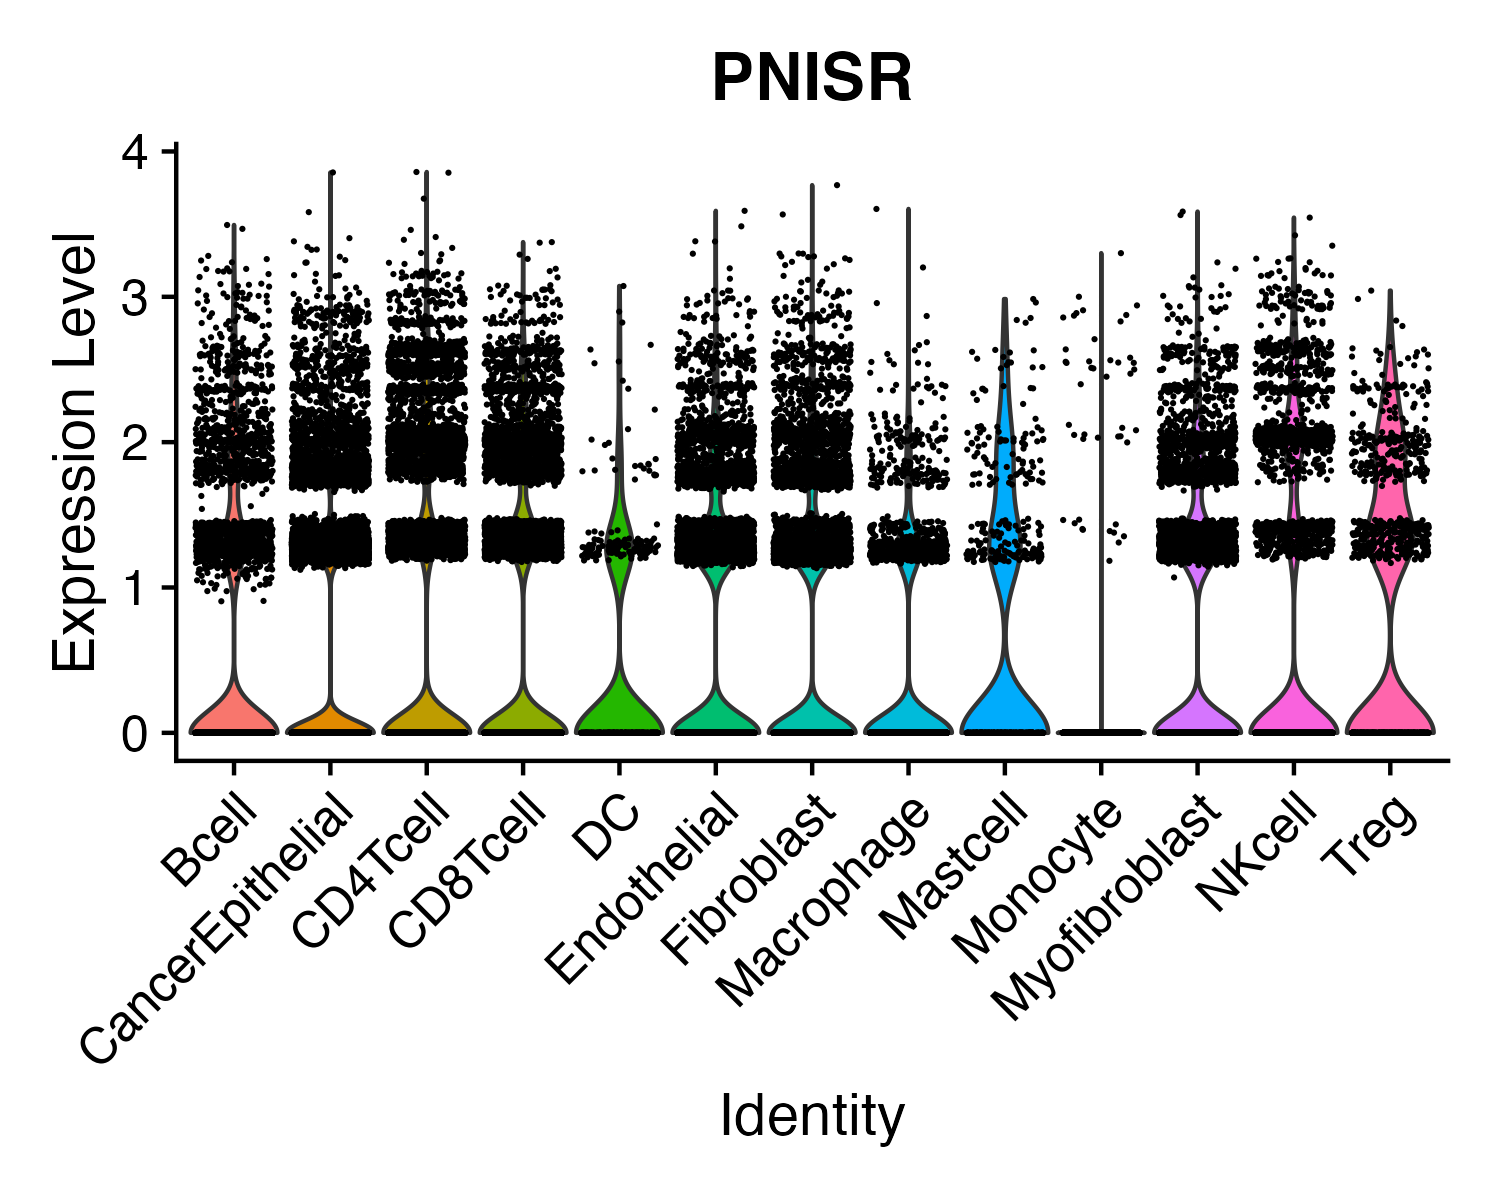 PNISR
Expression Level
4
3
2
1
0
Bcell
CancerEpithelial
CD4Tcell
CD8Tcell
DC
Endothelial
Fibroblast
Macrophage
Mastcell
Monocyte
Myofibroblast
NKcell
Treg
Identity